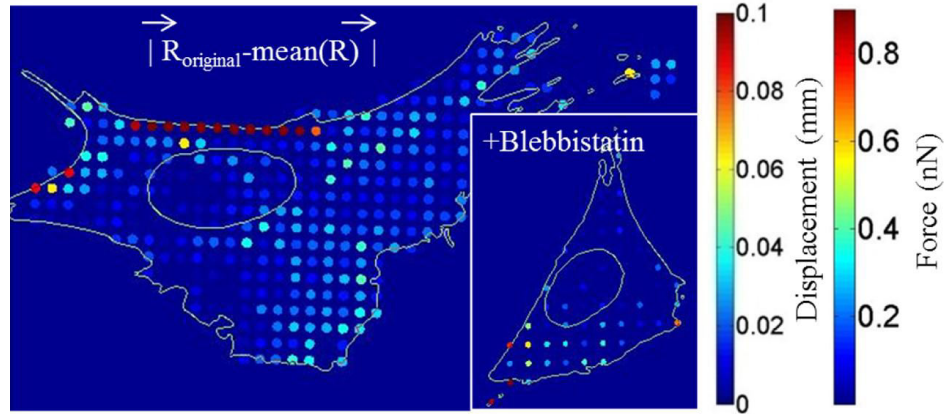 | R original-mean(R) |
+Blebbistatin
0.1
0.08
0.06
0.04
0.02
0
Displacement (mm)
0.8
0.6
0.4
0.2
Force (nN)